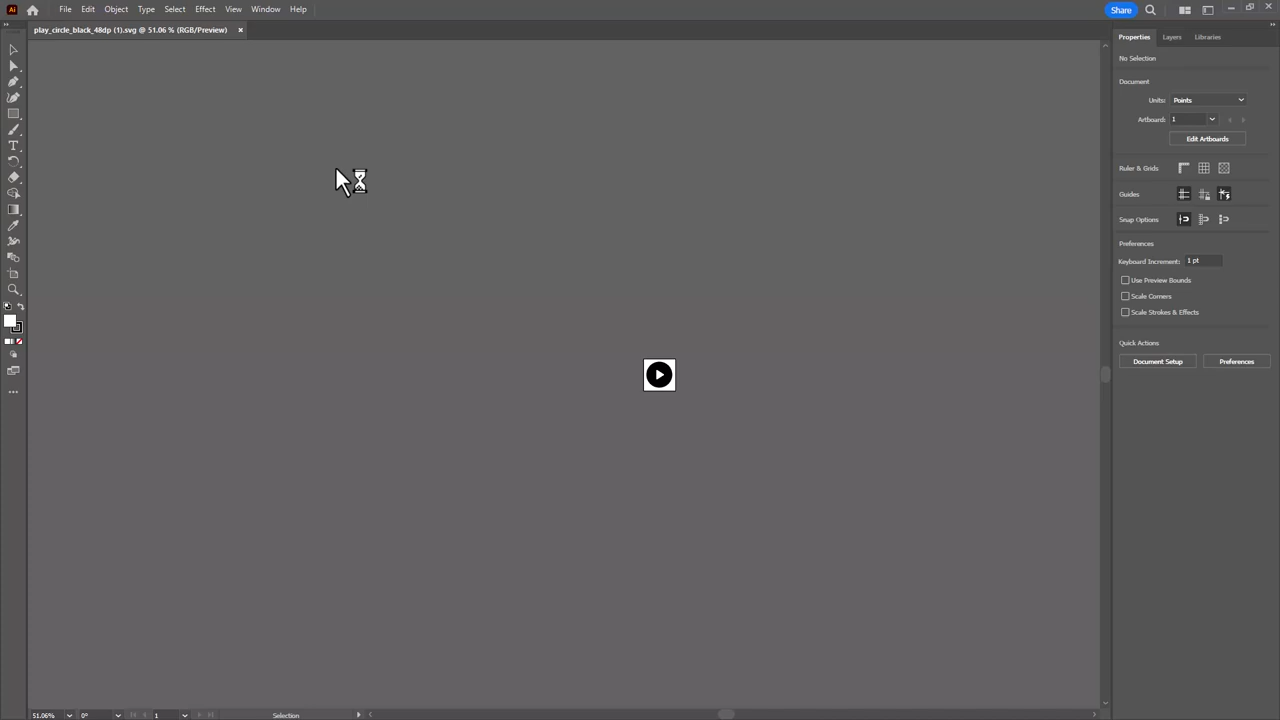 Ai File Edit Object Type Select Effect View Window Help Share
play_circle_black_48dp (1).svg @ 51.06 % (RGB/Preview) ×
Properties Layers Libraries
No Selection
Document
Units: Points
Artboard: 1
Edit Artboards
Ruler & Grids
Guides
Snap Options
Preferences
Keyboard Increment: 1 pt
Use Preview Bounds
Scale Corners
Scale Strokes & Effects
Quick Actions
Document Setup Preferences
51.06% 0° 1 Selection